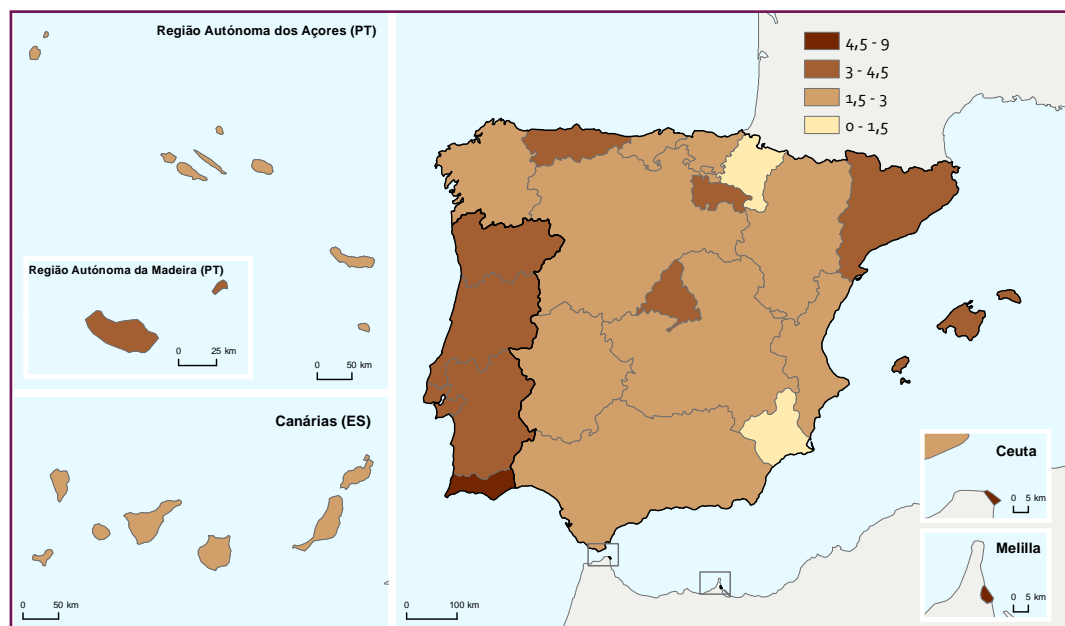 Região Autónoma dos Açores (PT)
4,5 - 9
3 - 4,5
1,5 - 3
0 - 1,5
Região Autónoma da Madeira (PT)
0 25 km
0 50 km
Canárias (ES)
0 50 km
0 100 km
Ceuta
0 5 km
Melilla
0 5 km